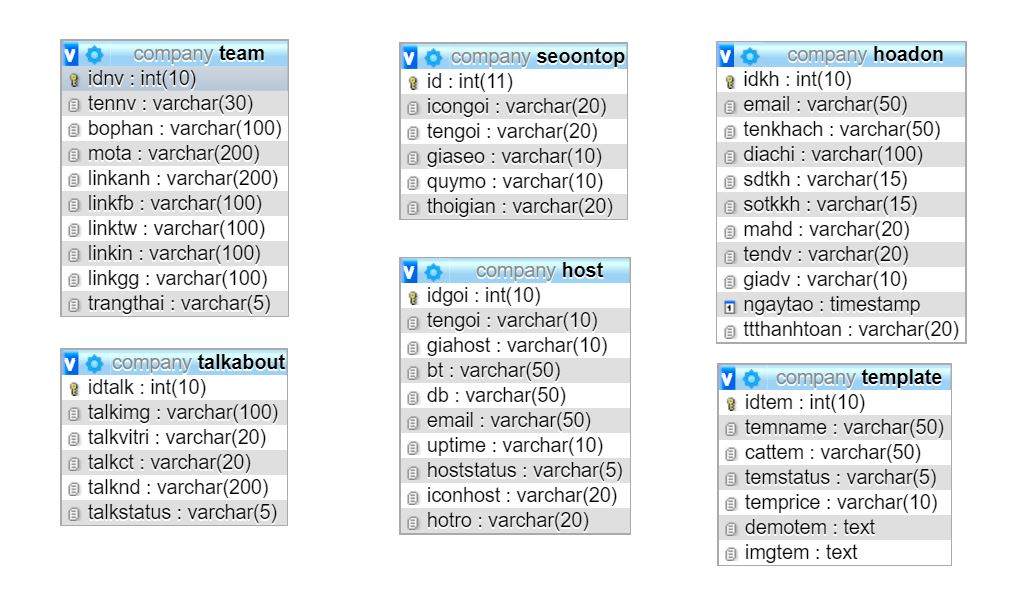 company team
idnv : int(10)
tennv : varchar(30)
bophan : varchar(100)
mota : varchar(200)
linkanh : varchar(200)
linkfb : varchar(100)
linktw : varchar(100)
linkin : varchar(100)
linkgg : varchar(100)
trangthai : varchar(5)
company talkabout
idtalk : int(10)
talkimg : varchar(100)
talkvitri : varchar(20)
talkct : varchar(20)
talknd : varchar(200)
talkstatus : varchar(5)
company seoontop
id : int(11)
icongoi : varchar(20)
tengoi : varchar(20)
giaseo : varchar(10)
quymo : varchar(10)
thoigian : varchar(20)
company host
idgoi : int(10)
tengoi : varchar(10)
giahost : varchar(10)
bt : varchar(50)
db : varchar(50)
email : varchar(50)
uptime : varchar(10)
hoststatus : varchar(5)
iconhost : varchar(20)
hotro : varchar(20)
company hoadon
idkh : int(10)
email : varchar(50)
tenkhach : varchar(50)
diachi : varchar(100)
sdtkh : varchar(15)
sotkkh : varchar(15)
mahd : varchar(20)
tendv : varchar(20)
giadv : varchar(10)
ngaytao : timestamp
ttthanhtoan : varchar(20)
company template
idtem : int(10)
temname : varchar(50)
cattem : varchar(50)
temstatus : varchar(5)
temprice : varchar(10)
demotem : text
imgtem : text